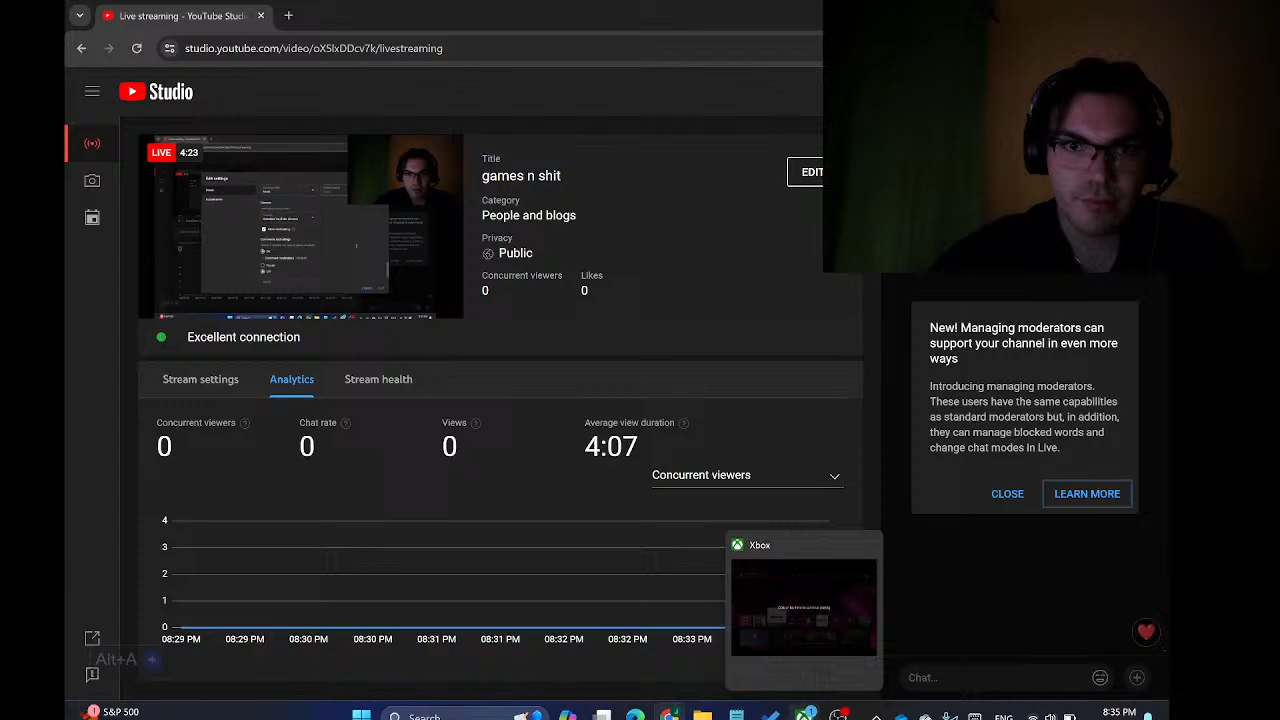 Live streaming - YouTube Studi
studio.youtube.com/video/oX5IxDDcv7k/livestreaming
Studio
LIVE 4:23
Edit settings
Title
games n shit
EDIT
Category
People and blogs
Privacy
Public
Concurrent viewers Likes
0 0
Excellent connection
Stream settings Analytics Stream health
Concurrent viewers Chat rate Views Average view duration
0 0 0 4:07
Concurrent viewers
4
3
2
1
0
08:29 PM 08:29 PM 08:30 PM 08:30 PM 08:31 PM 08:31 PM 08:32 PM 08:32 PM 08:33 PM
New! Managing moderators can
support your channel in even more
ways
Introducing managing moderators.
These users have the same capabilities
as standard moderators but, in addition,
they can manage blocked words and
change chat modes in Live.
CLOSE LEARN MORE
Xbox
Alt+A
Chat...
1 S&P 500
Search
ENG
8:35 PM